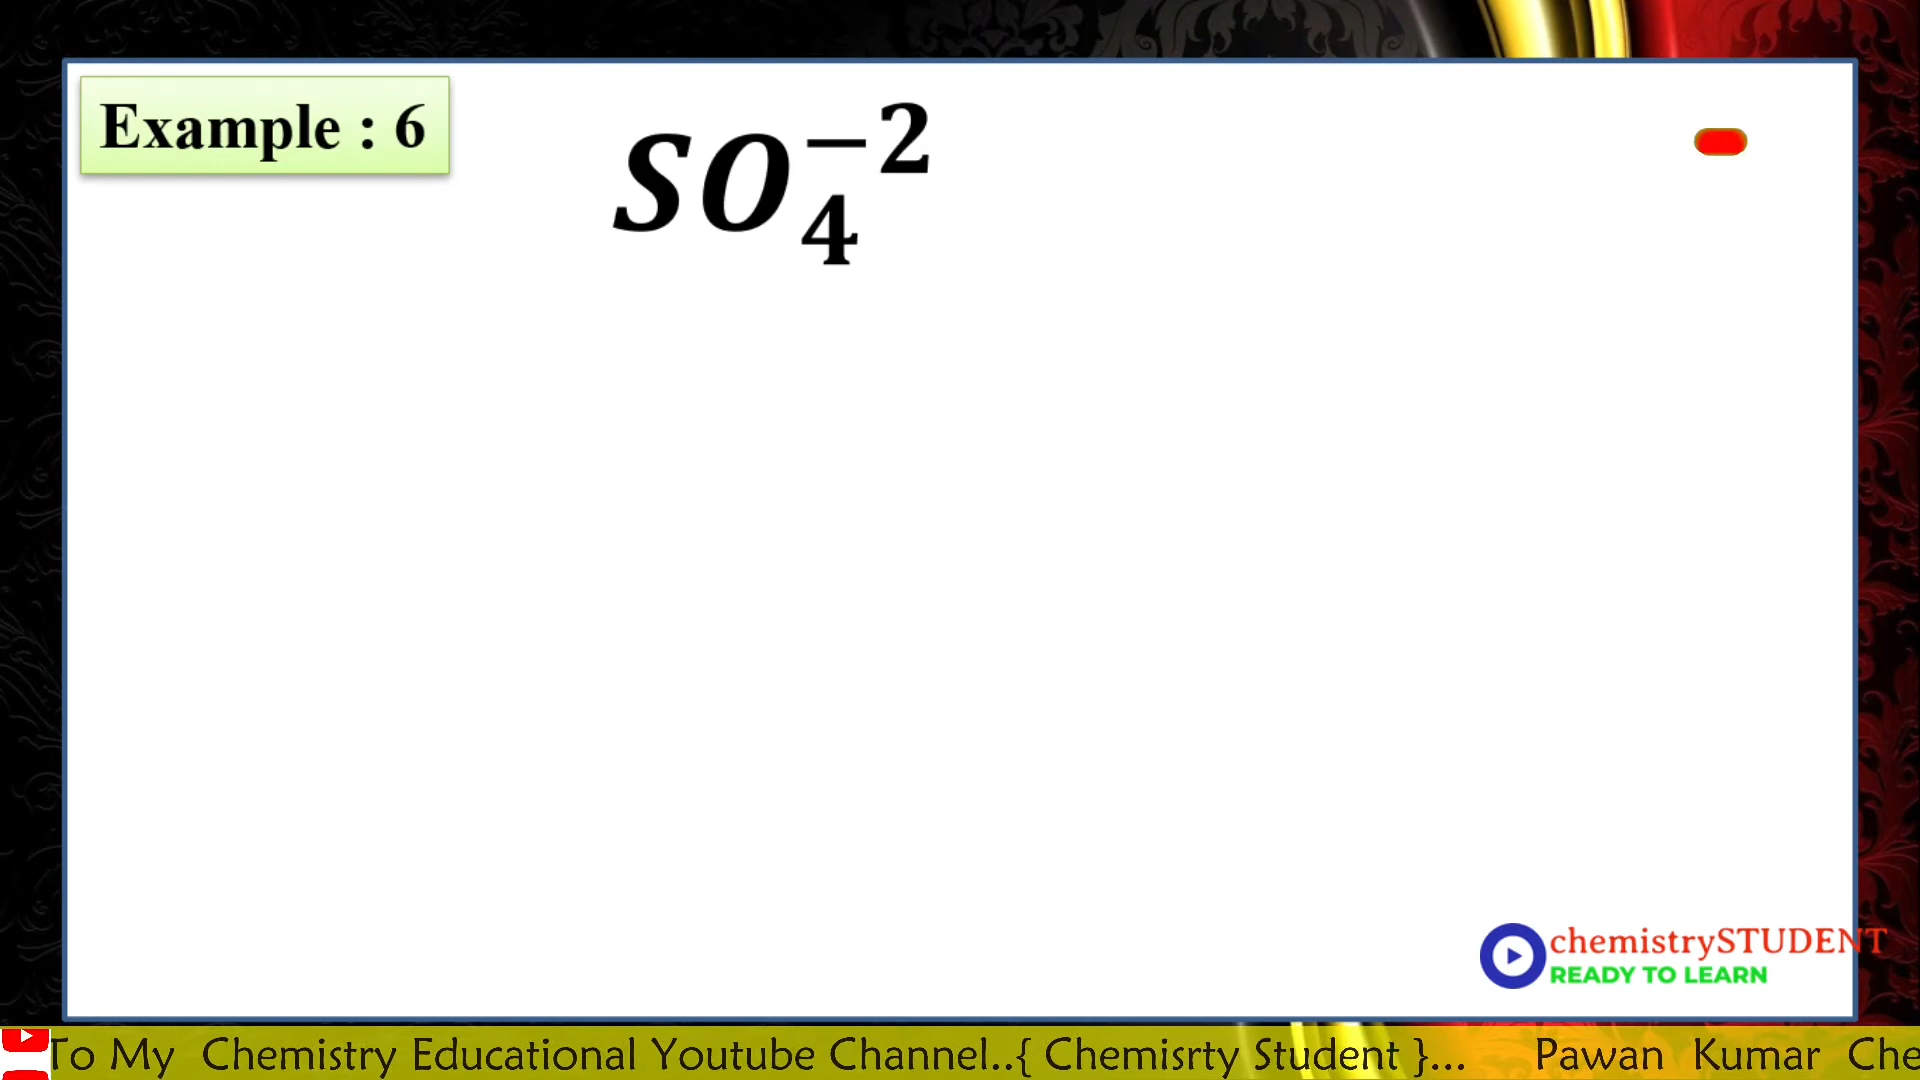 Example : 6
SO₄⁻²
chemistrySTUDENT
READY TO LEARN
To My Chemistry Educational Youtube Channel..{ Chemisrty Student }... Pawan Kumar Che